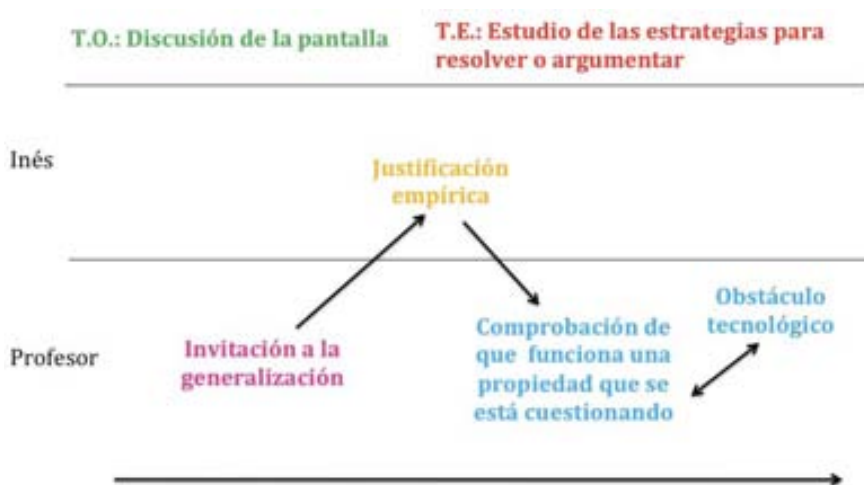 T.O.: Discusión de la pantalla
T.E.: Estudio de las estrategias para
resolver o argumentar
Inés
Justificación
empírica
Profesor
Invitación a la
generalización
Comprobación de
que funciona una
propiedad que se
está cuestionando
Obstáculo
tecnológico